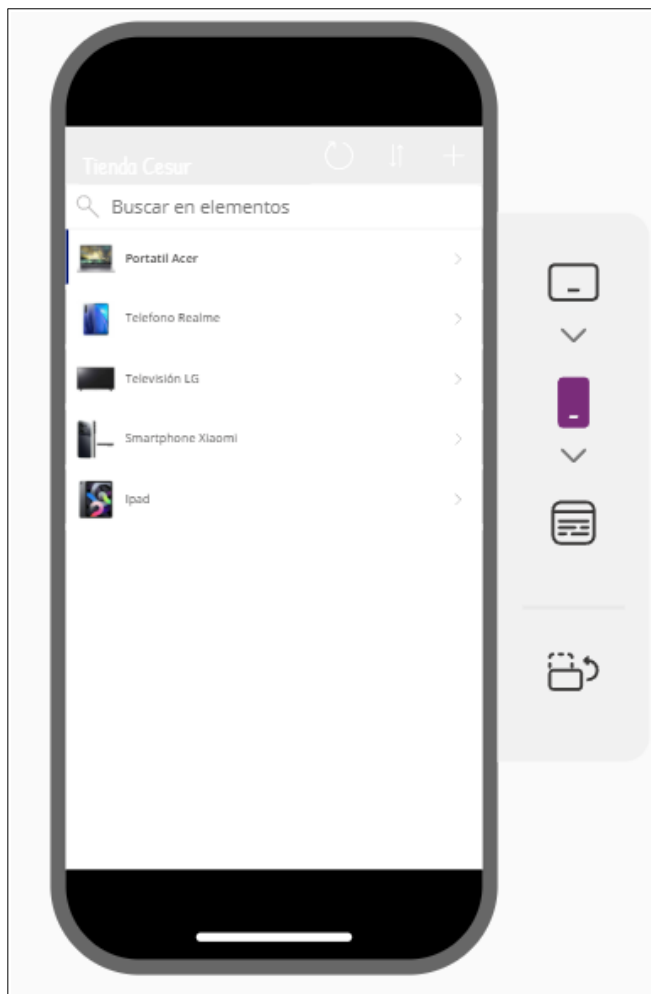 Tienda Cesur
Buscar en elementos
Portatil Acer
Telefono Realme
Televisión LG
Smartphone Xiaomi
Ipad